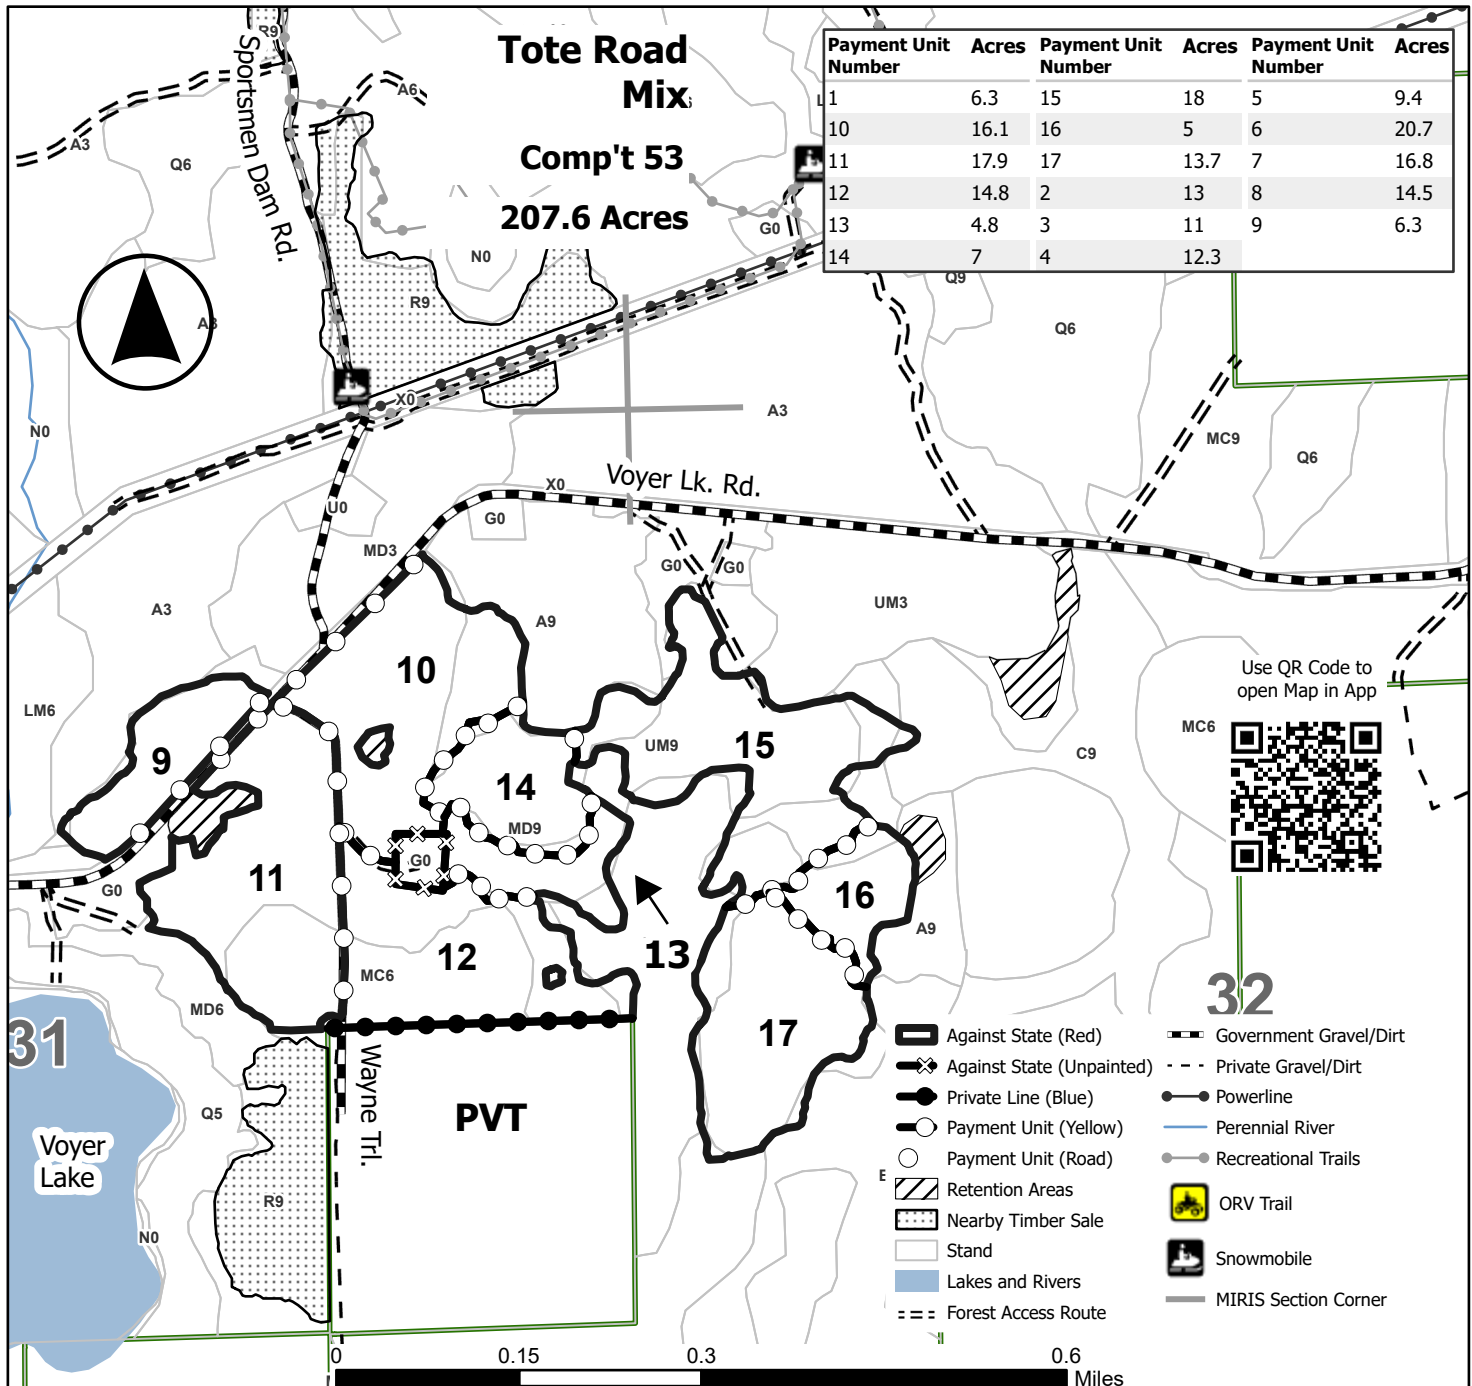 Tote Road
Mix
Comp't 53
207.6 Acres
Payment Unit Number Acres Payment Unit Number Acres Payment Unit Number Acres
1 6.3 15 18 5 9.4
10 16.1 16 5 6 20.7
11 17.9 17 13.7 7 16.8
12 14.8 2 13 8 14.5
13 4.8 3 11 9 6.3
14 7 4 12.3
R9
Sportsmen Dam Rd.
A6
A3
Q6
G0
N0
R9
A3
Q9
Q6
X0
A3
N0
MC9
Q6
Voyer Lk. Rd.
X0
U0
G0
MD3
G0
G0
A3
A9
UM3
10
Use QR Code to
open Map in App
LM6
UM9
15
MC6
C9
9
14
MD9
G0
11
G0
16
A9
13
12
MC6
MD6
32
31
17
Wayne Trl.
PVT
Q5
Voyer
Lake
R9
N0
Against State (Red)
Against State (Unpainted)
Private Line (Blue)
Payment Unit (Yellow)
Payment Unit (Road)
Retention Areas
Nearby Timber Sale
Stand
Lakes and Rivers
Forest Access Route
Government Gravel/Dirt
Private Gravel/Dirt
Powerline
Perennial River
Recreational Trails
ORV Trail
Snowmobile
MIRIS Section Corner
0 0.15 0.3 0.6
Miles